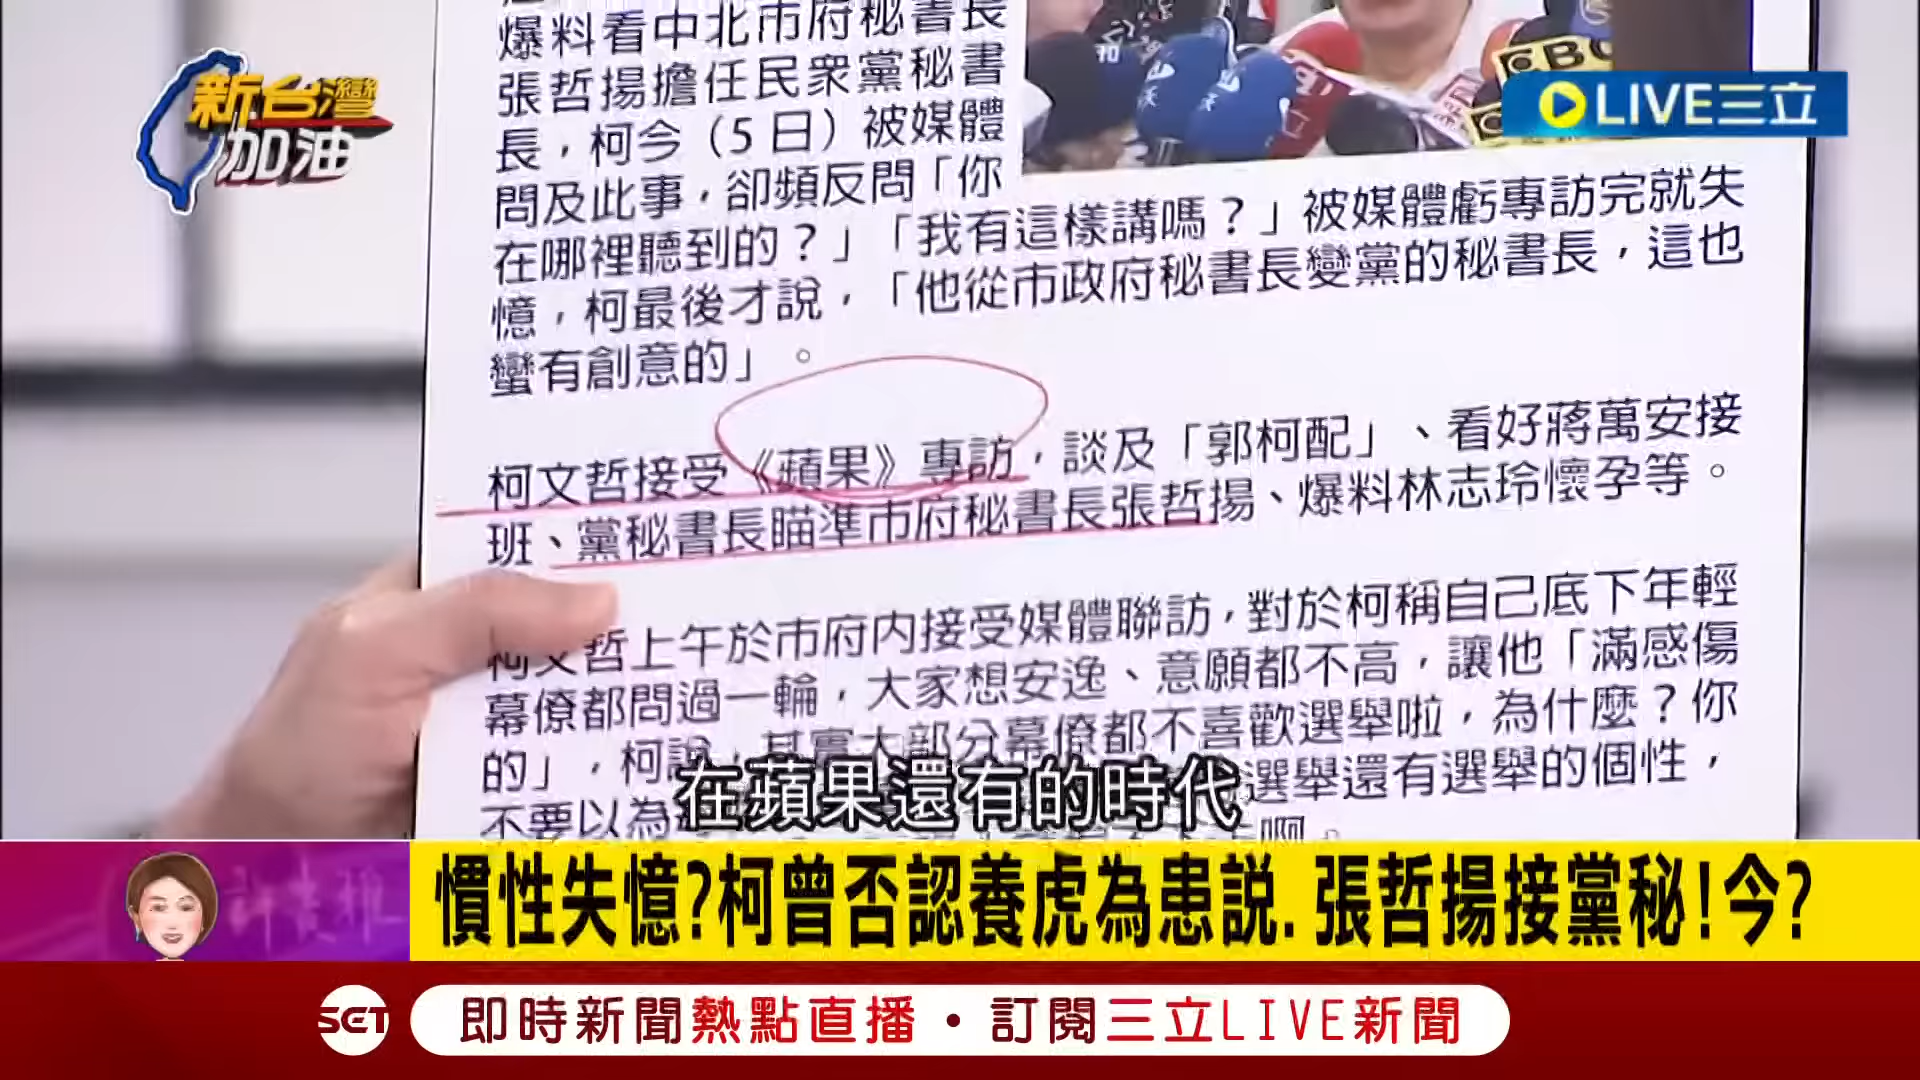 新台灣
加油
LIVE三立
爆料看中北市府秘書長
張哲揚擔任民眾黨秘書
長，柯今（5日）被媒體
問及此事，卻頻反問「你
在哪裡聽到的？」「我有這樣講嗎？」被媒體虧專訪完就失
憶，柯最後才說，「他從市政府秘書長變黨的秘書長，這也
蠻有創意的」。
柯文哲接受《蘋果》專訪，談及「郭柯配」、看好蔣萬安接
班、黨秘書長瞄準市府秘書長張哲揚、爆料林志玲懷孕等。
柯文哲上午於市府內接受媒體聯訪，對於柯稱自己底下年輕
幕僚都問過一輪，大家想安逸、意願都不高，讓他「滿感傷
的」，柯說，其實大部分幕僚都不喜歡選舉啦，為什麼？你
不要以為 選舉還有選舉的個性，
在蘋果還有的時代
慣性失憶?柯曾否認養虎為患說.張哲揚接黨秘!今?
SET 即時新聞熱點直播・訂閱三立LIVE新聞